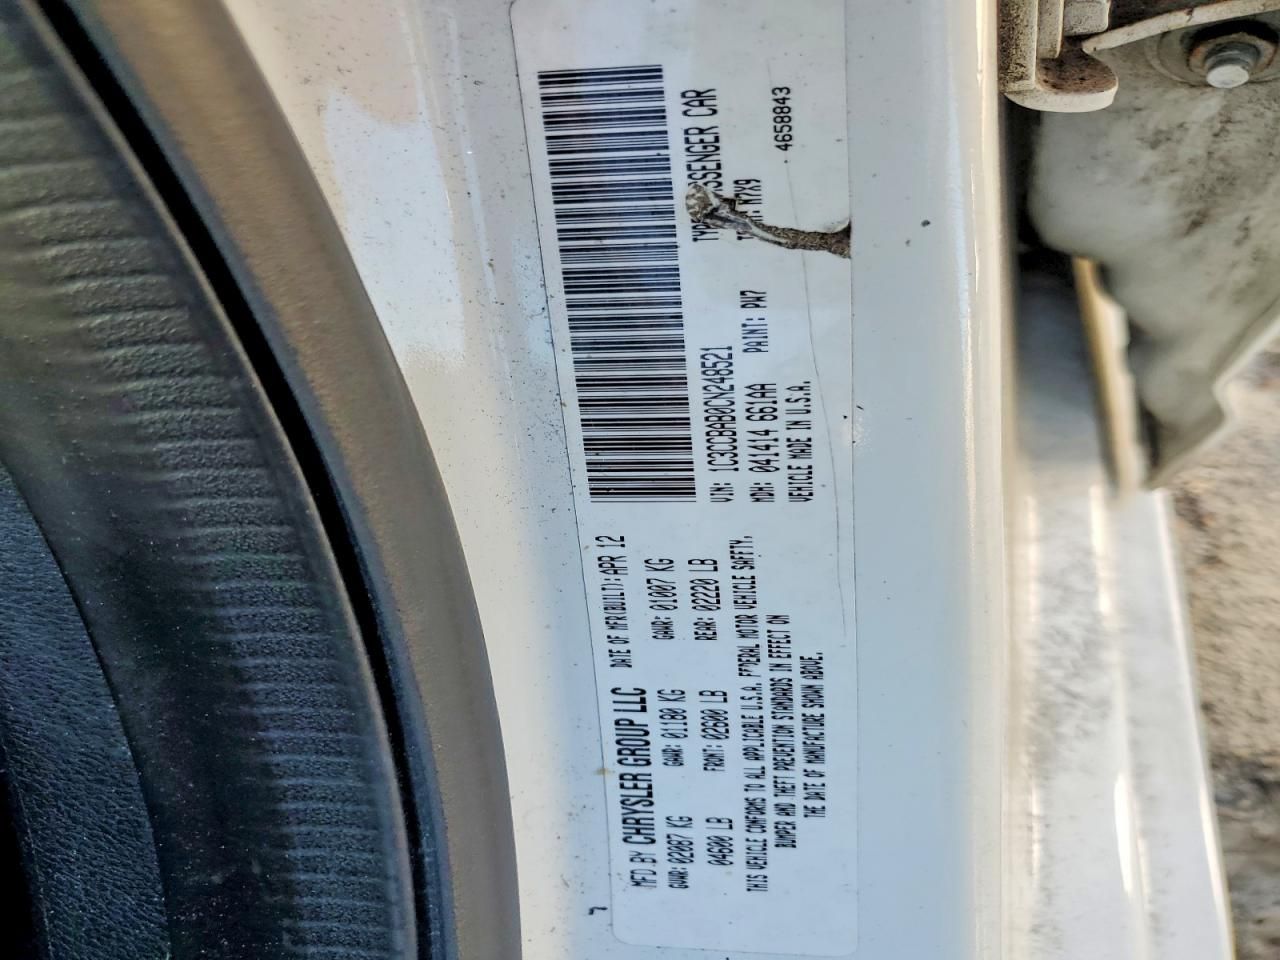 MFD BY CHRYSLER GROUP LLC DATE OF MFR(BUILT): APR 12
GVWR: 02087 KG GAWR: 01180 KG GAWR: 01007 KG
04600 LB FRONT: 02600 LB REAR: 02220 LB
THIS VEHICLE CONFORMS TO ALL APPLICABLE U.S.A. FEDERAL MOTOR VEHICLE SAFETY,
BUMPER AND THEFT PREVENTION STANDARDS IN EFFECT ON
THE DATE OF MANUFACTURE SHOWN ABOVE.
VIN: 1C3CCBAB0CN248521 PASSENGER CAR
MDH: 041414 661AA PAINT: PW7 X7X9
VEHICLE MADE IN U.S.A. 4658843